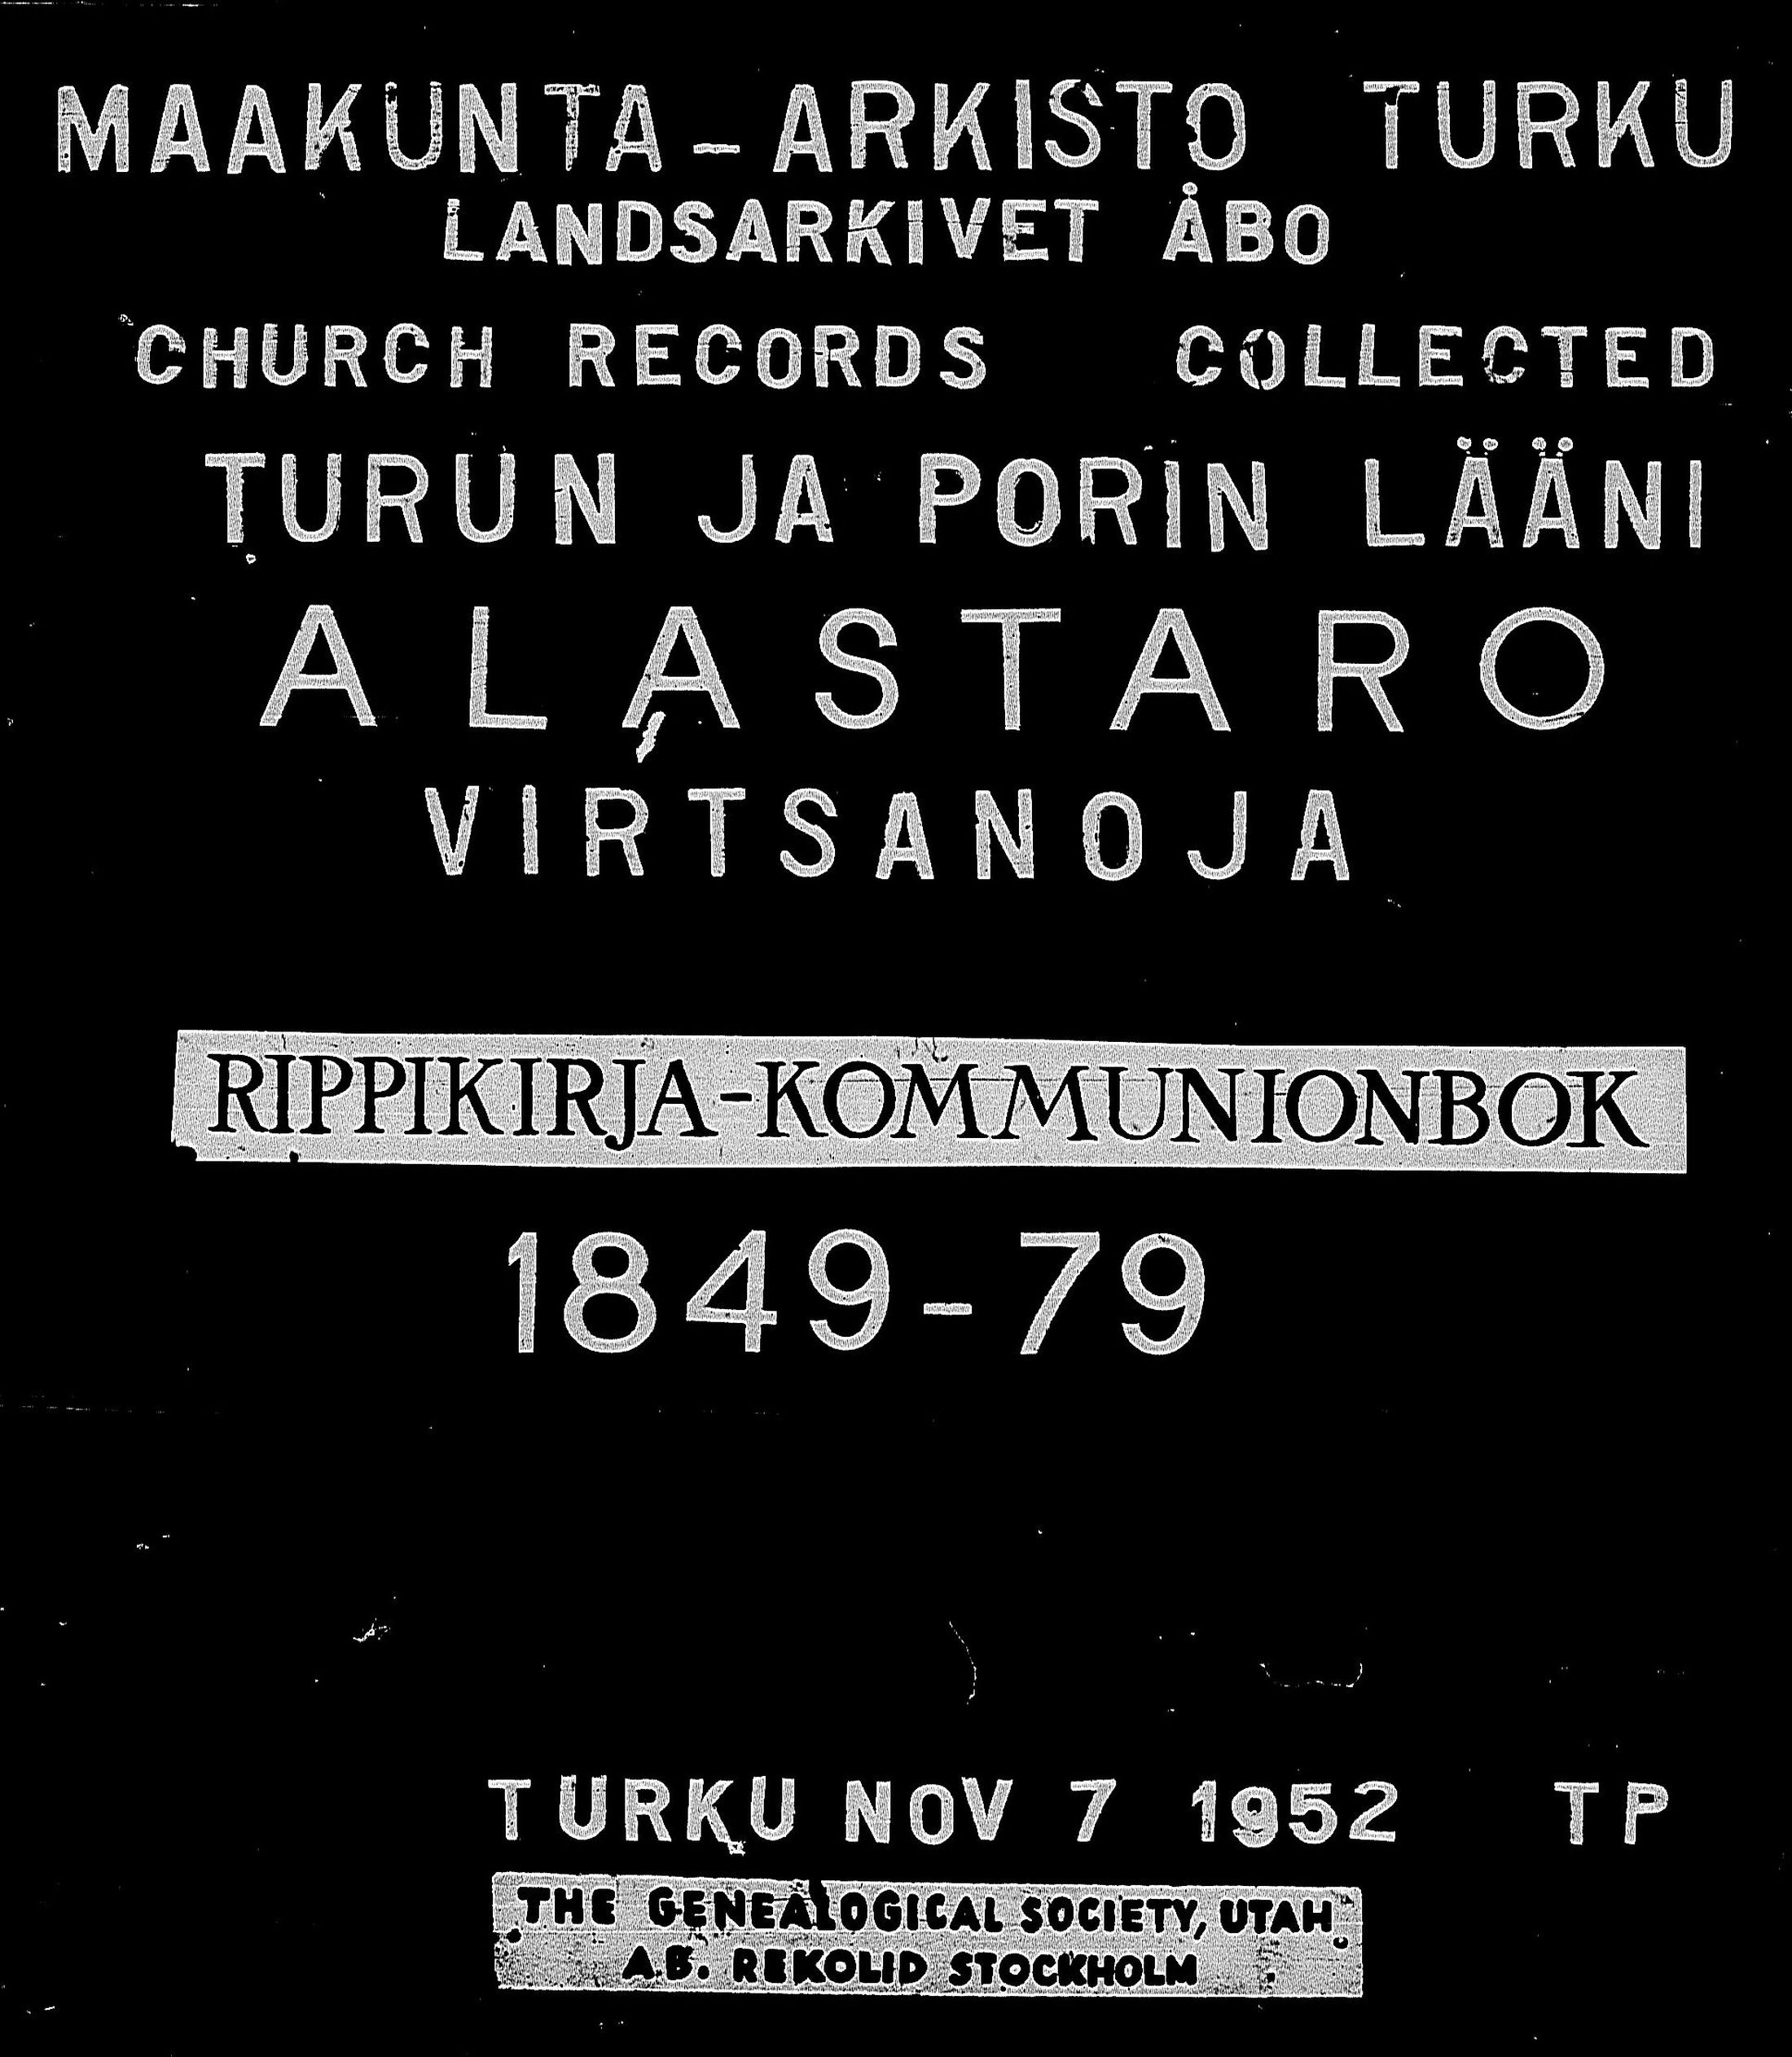 MAAKUNTA-ARKISTO TURKU
LANDSARKIVET ÅBO
CHURCH RECORDS COLLECTED
TURUN JA PORIN LÄÄNI
ALASTARO
VIRTSANOJA
RIPPIKIRJA-KOMMUNIONBOK
1849-79
TURKU NOV 7 1952 TP
THE GENEALOGICAL SOCIETY, UTAH
A.B. REKOLID STOCKHOLM